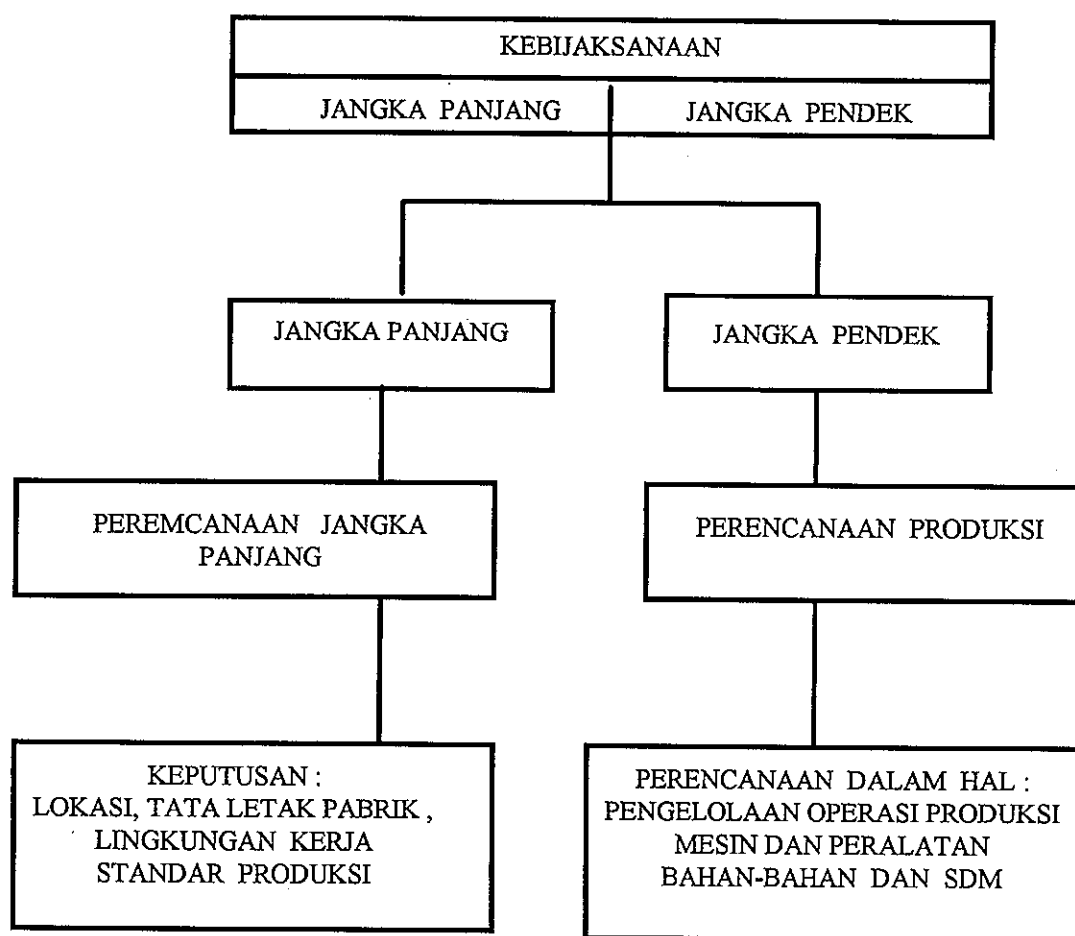 KEBIJAKSANAAN
JANGKA PANJANG
JANGKA PENDEK
JANGKA PANJANG
JANGKA PENDEK
PEREMCANAAN JANGKA
PANJANG
PERENCANAAN PRODUKSI
KEPUTUSAN :
LOKASI, TATA LETAK PABRIK ,
LINGKUNGAN KERJA
STANDAR PRODUKSI
PERENCANAAN DALAM HAL :
PENGELOLAAN OPERASI PRODUKSI
MESIN DAN PERALATAN
BAHAN-BAHAN DAN SDM